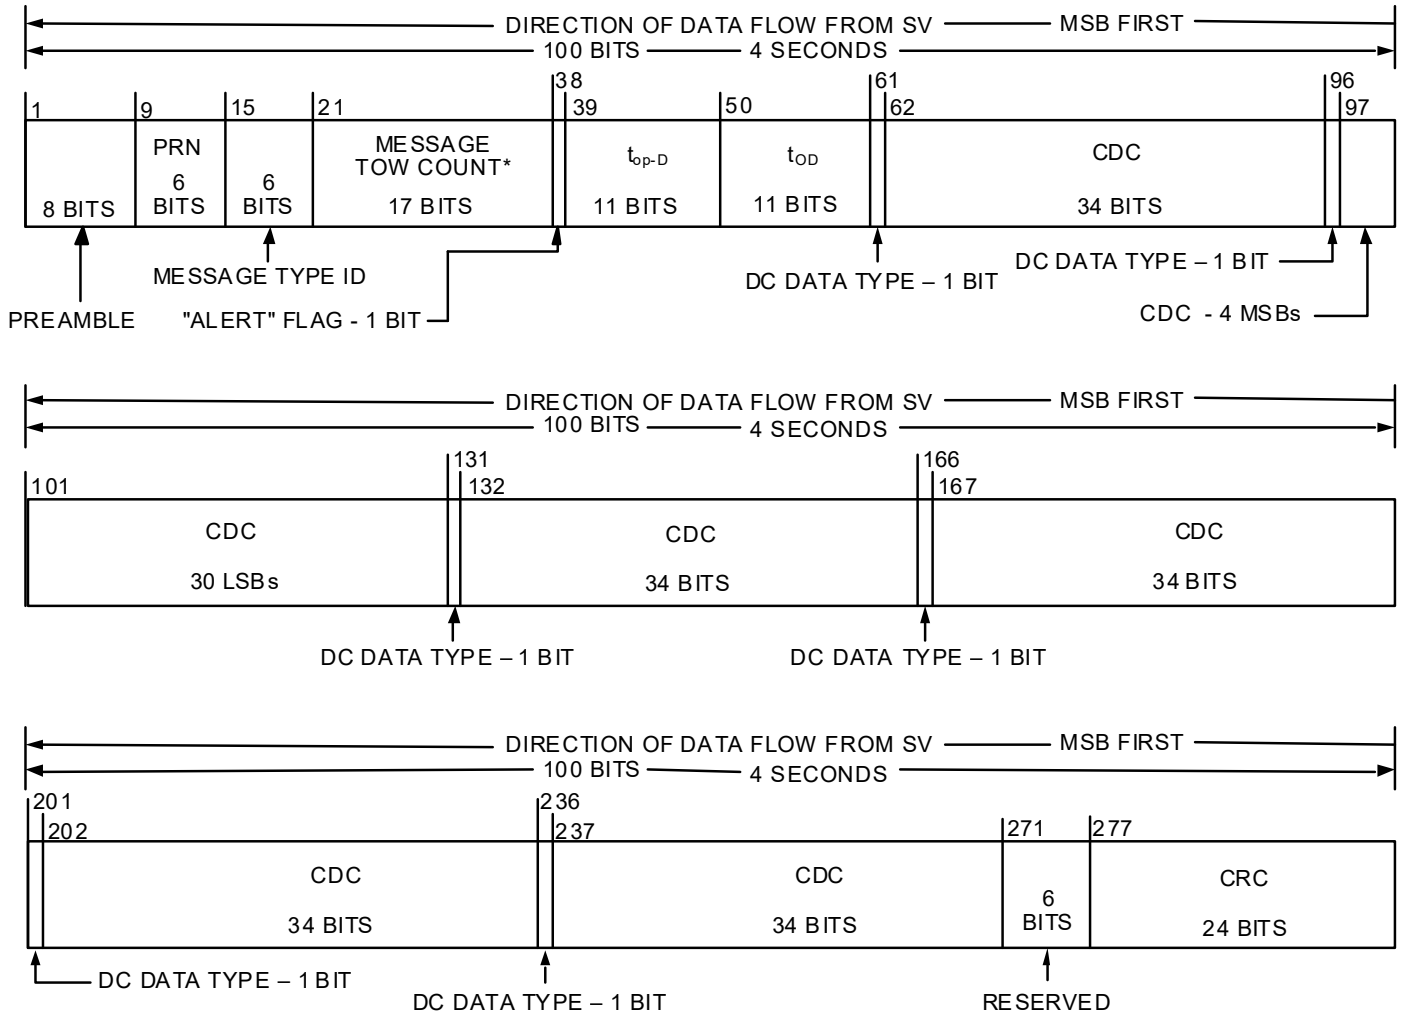 DIRECTION OF DATA FLOW FROM SV MSB FIRST
100 BITS 4 SECONDS
1 9 15 21 38 39 50 61 62 96 97
8 BITS
PRN
6
BITS
6
BITS
MESSAGE
TOW COUNT*
17 BITS
top-D
11 BITS
tOD
11 BITS
CDC
34 BITS
MESSAGE TYPE ID
DC DATA TYPE – 1 BIT
DC DATA TYPE – 1 BIT
PREAMBLE
"ALERT" FLAG - 1 BIT
CDC - 4 MSBs
DIRECTION OF DATA FLOW FROM SV MSB FIRST
100 BITS 4 SECONDS
101 131 132 166 167
CDC
30 LSBs
CDC
34 BITS
CDC
34 BITS
DC DATA TYPE – 1 BIT
DC DATA TYPE – 1 BIT
DIRECTION OF DATA FLOW FROM SV MSB FIRST
100 BITS 4 SECONDS
201 202 236 237 271 277
CDC
34 BITS
CDC
34 BITS
6
BITS
CRC
24 BITS
DC DATA TYPE – 1 BIT
DC DATA TYPE – 1 BIT
RESERVED